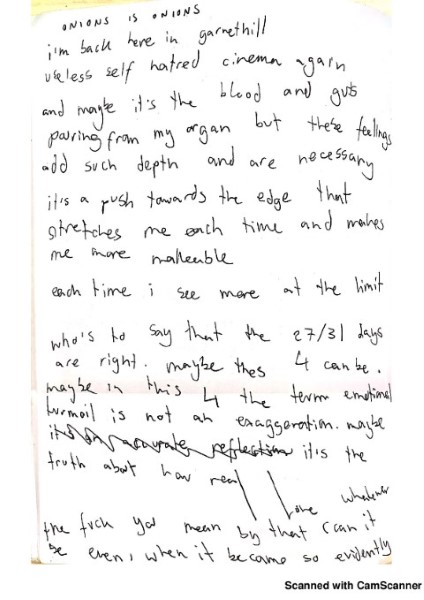 ONIONS IS ONIONS
i'm back here in garnethill
useless self hatred cinema again
and maybe it's the blood and guts
pouring from my organ but these feelings
add such depth and are necessary
it's a push towards the edge that
stretches me each time and makes
me more malleable
each time i see more at the limit
who's to say that the 27/31 days
are right. maybe thes 4 can be.
maybe in this 4 the term emotional
turmoil is not an exaggeration. maybe
it's an accurate reflection it's the
truth about how real love whatever
the fuck you mean by that (can it
be even, when it became so evidently
Scanned with CamScanner